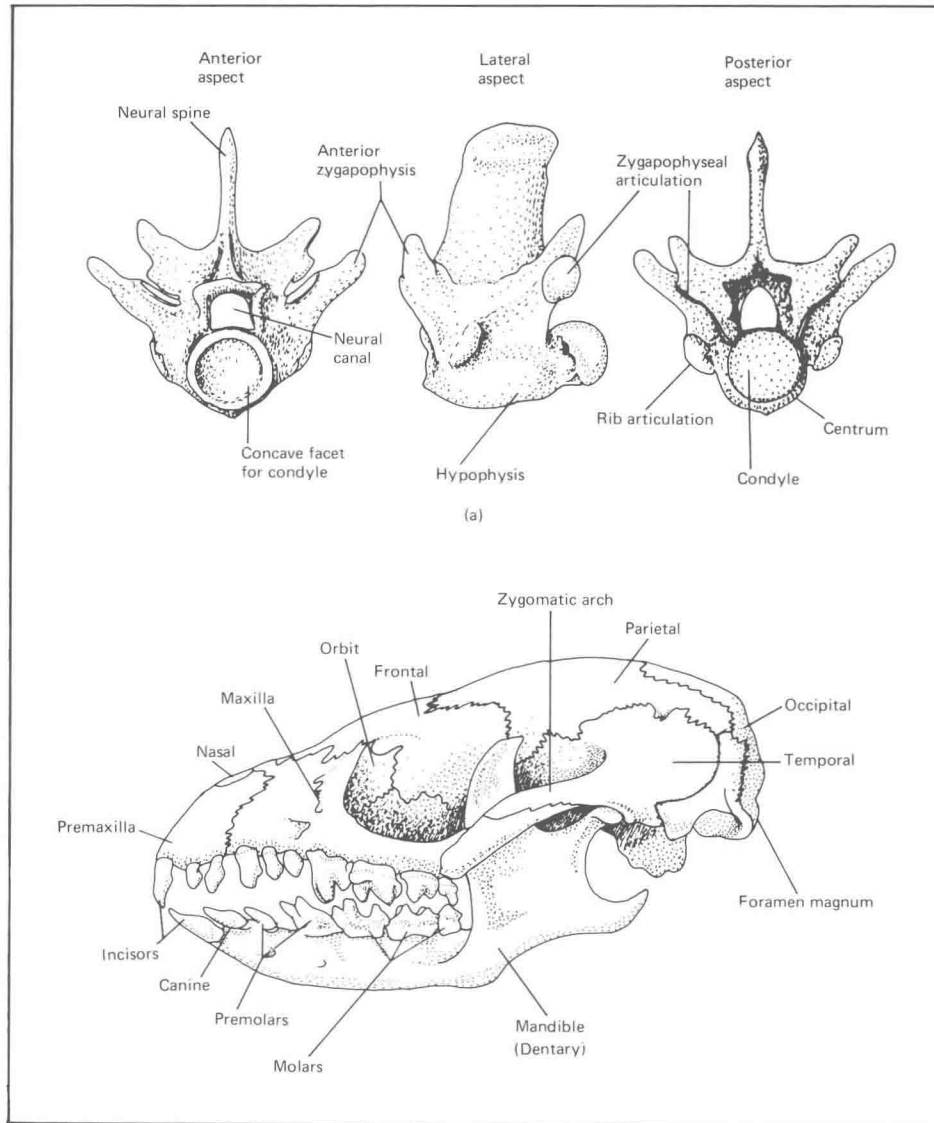 Anterior
aspect
Lateral
aspect
Posterior
aspect
Neural spine
Anterior
zygapophysis
Zygapophyseal
articulation
Neural
canal
Rib articulation
Centrum
Concave facet
for condyle
Hypophysis
Condyle
(a)
Zygomatic arch
Parietal
Orbit
Frontal
Maxilla
Occipital
Nasal
Temporal
Premaxilla
Foramen magnum
Incisors
Canine
Premolars
Mandible
(Dentary)
Molars